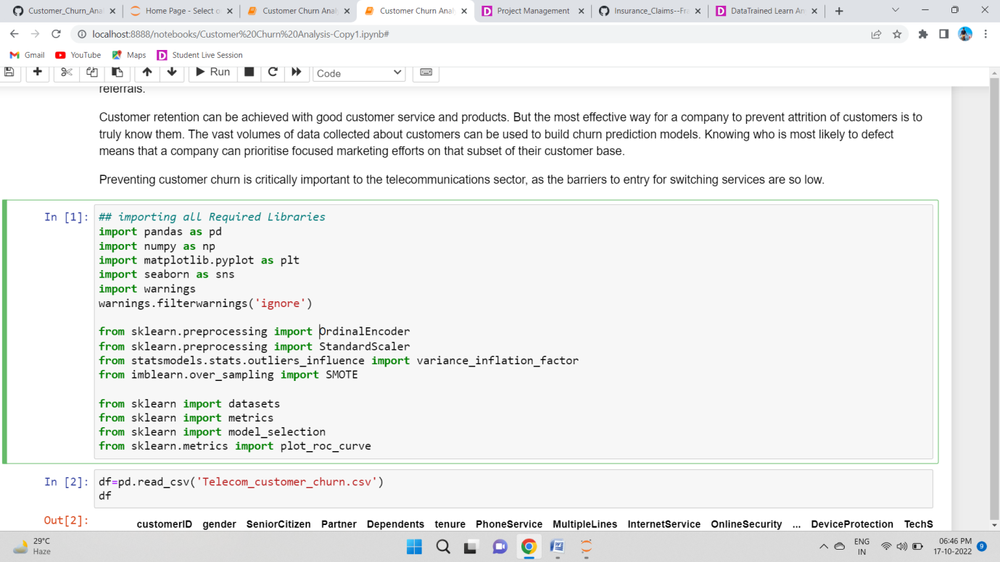 Customer_Churn_Ana
Home Page - Select o
Customer Churn Anal
Customer Churn Anal
Project Management
Insurance_Claims--Fra
DataTrained Learn An
localhost:8888/notebooks/Customer%20Churn%20Analysis-Copy1.ipynb#
Gmail YouTube Maps Student Live Session
Run Code
referrals.
Customer retention can be achieved with good customer service and products. But the most effective way for a company to prevent attrition of customers is to
truly know them. The vast volumes of data collected about customers can be used to build churn prediction models. Knowing who is most likely to defect
means that a company can prioritise focused marketing efforts on that subset of their customer base.
Preventing customer churn is critically important to the telecommunications sector, as the barriers to entry for switching services are so low.
In [1]: ## importing all Required Libraries
import pandas as pd
import numpy as np
import matplotlib.pyplot as plt
import seaborn as sns
import warnings
warnings.filterwarnings('ignore')
from sklearn.preprocessing import OrdinalEncoder
from sklearn.preprocessing import StandardScaler
from statsmodels.stats.outliers_influence import variance_inflation_factor
from imblearn.over_sampling import SMOTE
from sklearn import datasets
from sklearn import metrics
from sklearn import model_selection
from sklearn.metrics import plot_roc_curve
In [2]: df=pd.read_csv('Telecom_customer_churn.csv')
df
Out[2]:
customerID gender SeniorCitizen Partner Dependents tenure PhoneService MultipleLines InternetService OnlineSecurity ... DeviceProtection TechS
29°C
Haze
ENG
IN
06:46 PM
17-10-2022
9